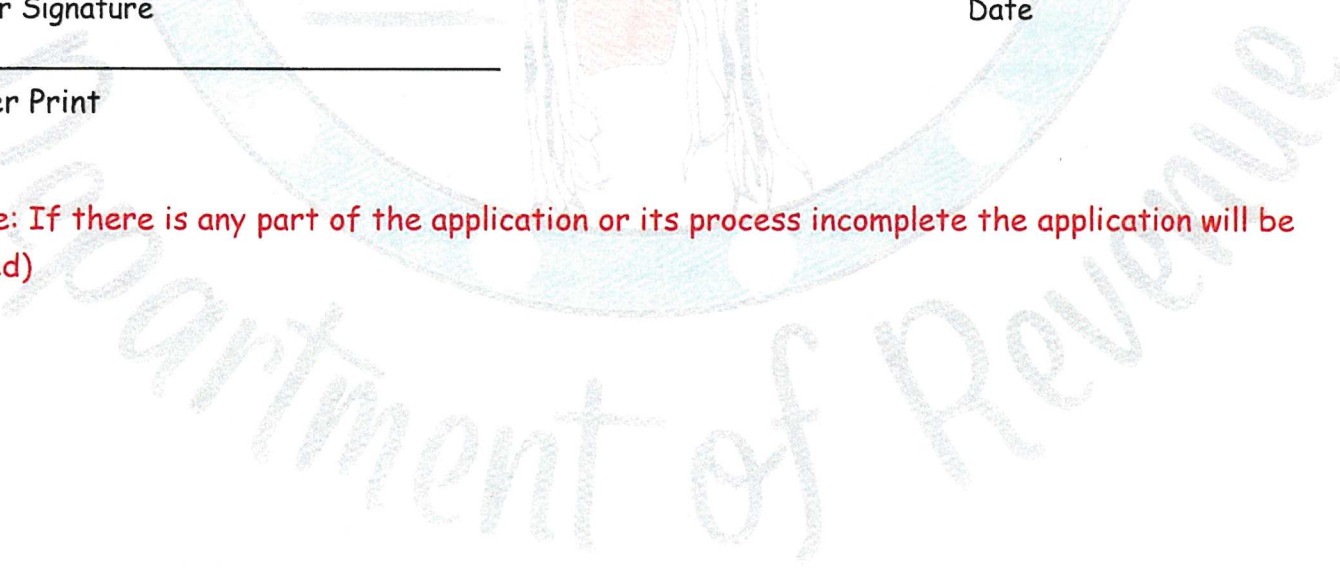 r Signature
Date
er Print
e: If there is any part of the application or its process incomplete the application will be
d)
Department of Revenue